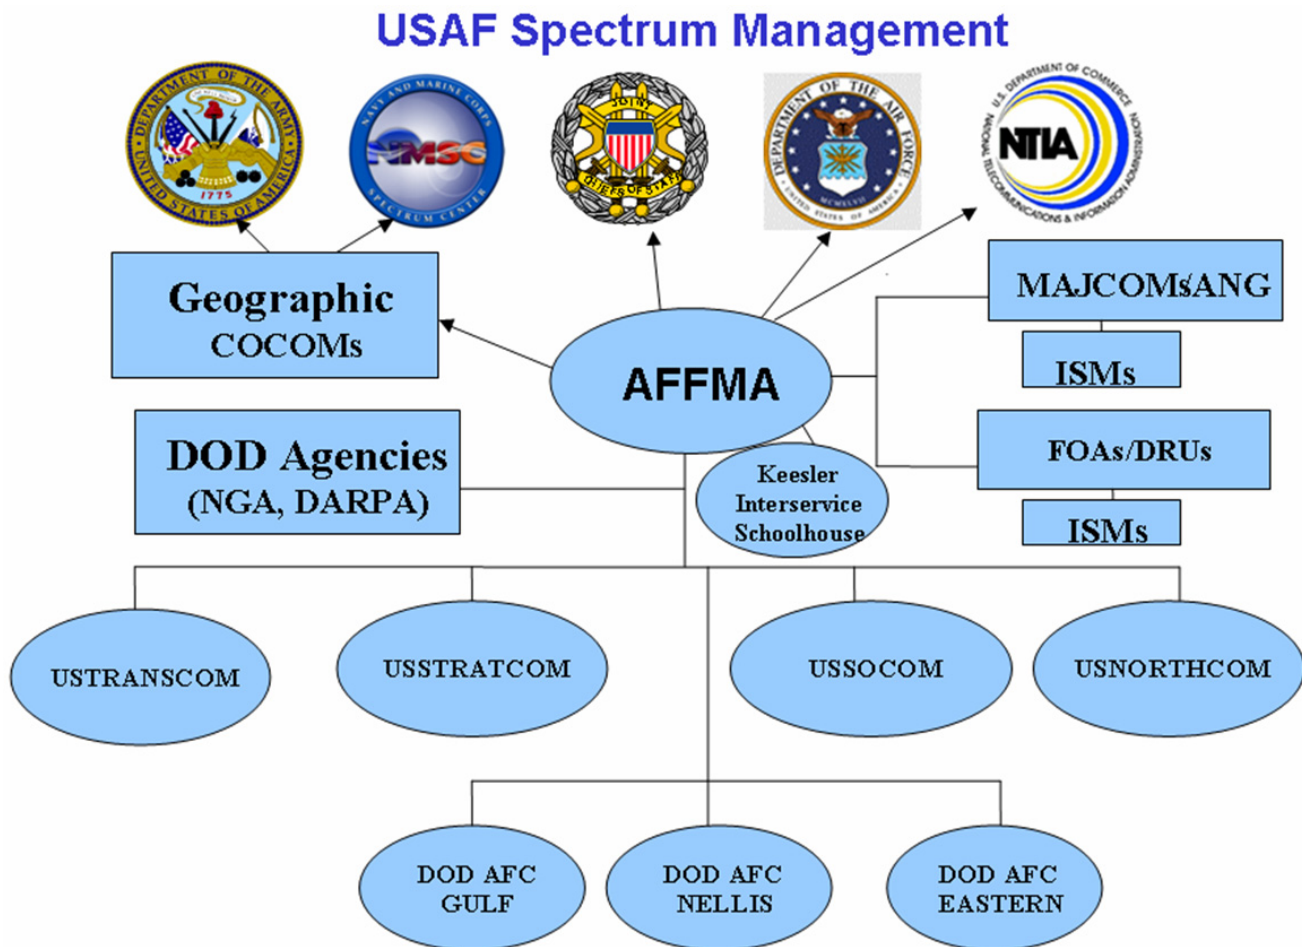 USAF Spectrum Management
DEPARTMENT OF THE ARMY
UNITED STATES OF AMERICA
1775
NAVY AND MARINE CORPS
NMSC
SPECTRUM CENTER
JOINT
CHIEFS OF STAFF
DEPARTMENT OF THE AIR FORCE
MCMXLVII
UNITED STATES OF AMERICA
U.S. DEPARTMENT OF COMMERCE
NTIA
NATIONAL TELECOMMUNICATIONS & INFORMATION ADMINISTRATION
Geographic
COCOMs
MAJCOMs/ANG
ISMs
AFFMA
DOD Agencies
(NGA, DARPA)
Keesler
Interservice
Schoolhouse
FOAs/DRUs
ISMs
USTRANSCOM
USSTRATCOM
USSOCOM
USNORTHCOM
DOD AFC
GULF
DOD AFC
NELLIS
DOD AFC
EASTERN